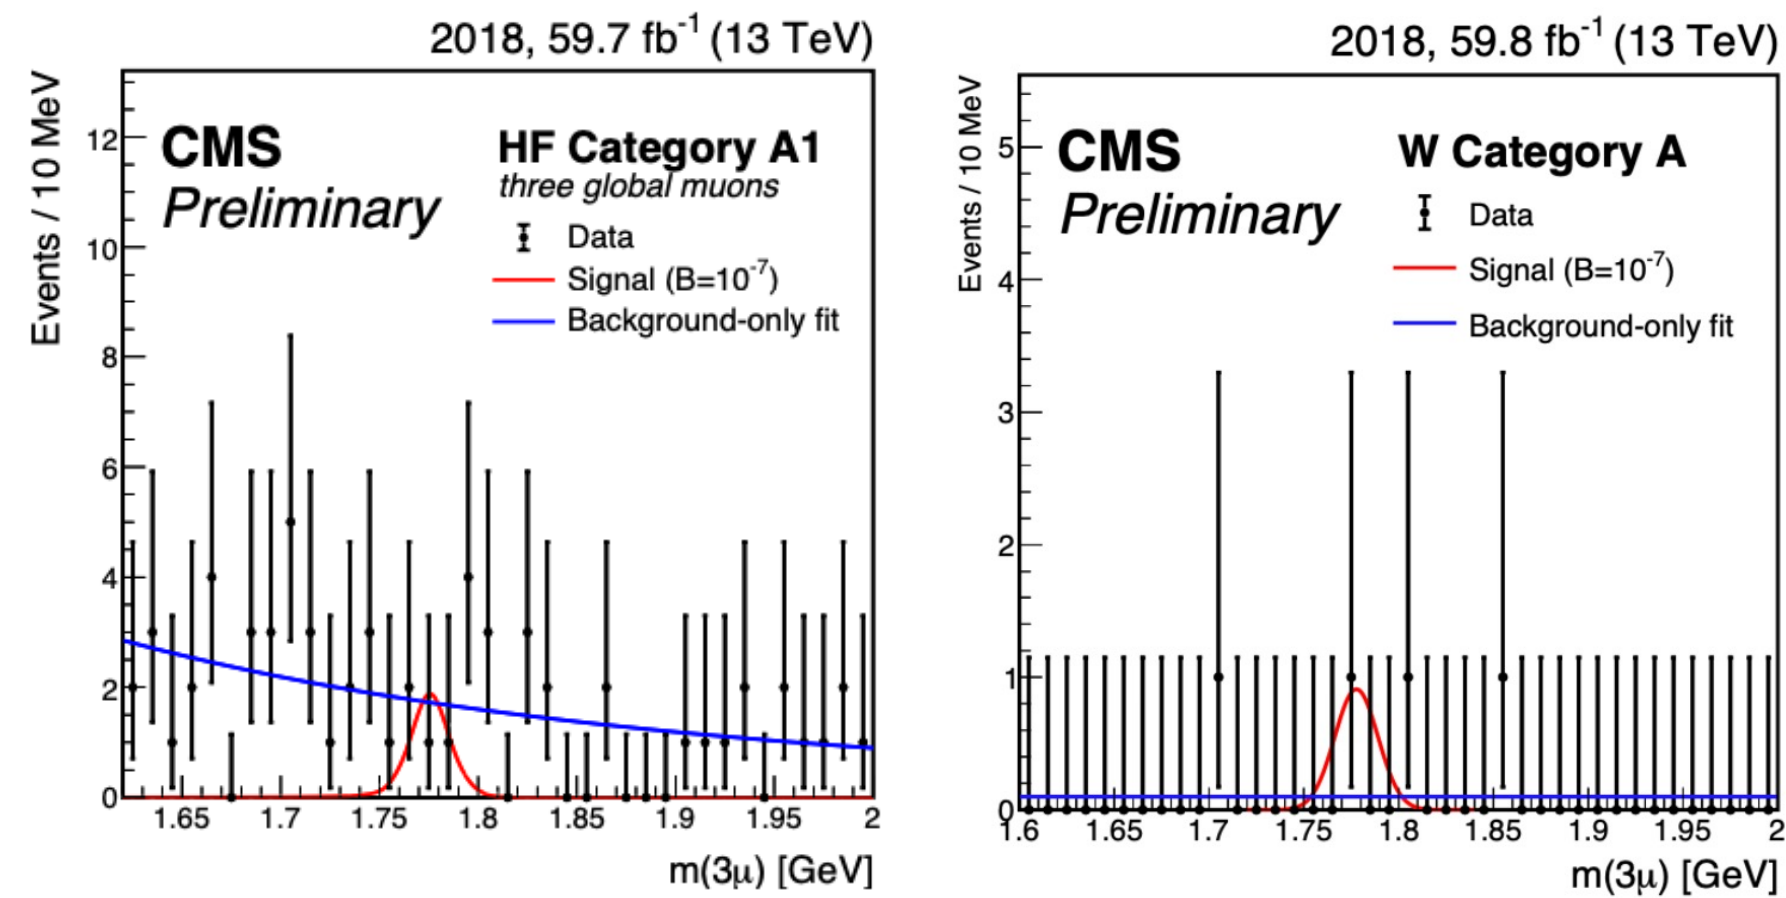 2018, 59.7 fb⁻¹ (13 TeV)
Events / 10 MeV
CMS
Preliminary
HF Category A1
three global muons
Data
Signal (B=10⁻⁷)
Background-only fit
12
10
8
6
4
2
0
1.65 1.7 1.75 1.8 1.85 1.9 1.95 2
m(3μ) [GeV]
2018, 59.8 fb⁻¹ (13 TeV)
Events / 10 MeV
CMS
Preliminary
W Category A
Data
Signal (B=10⁻⁷)
Background-only fit
5
4
3
2
1
0
1.6 1.65 1.7 1.75 1.8 1.85 1.9 1.95 2
m(3μ) [GeV]